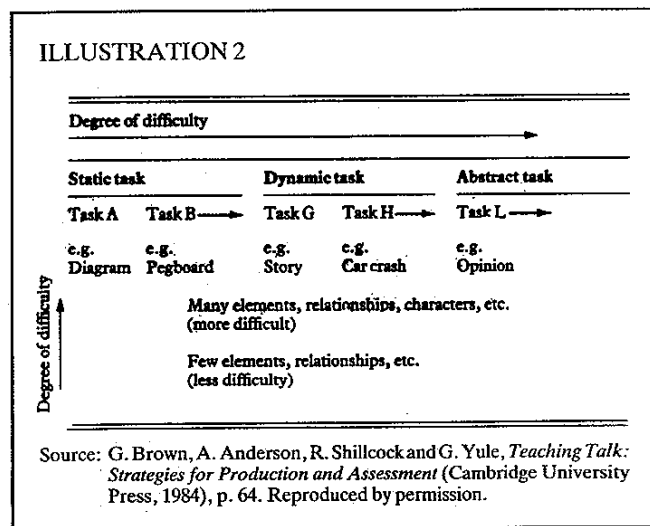 ILLUSTRATION 2
Degree of difficulty
Static task Dynamic task Abstract task
Task A Task B Task G Task H Task L
e.g. e.g. e.g. e.g. e.g.
Diagram Pegboard Story Car crash Opinion
Many elements, relationships, characters, etc.
(more difficult)
Few elements, relationships, etc.
(less difficulty)
Degree of difficulty
Source: G. Brown, A. Anderson, R. Shillcock and G. Yule, Teaching Talk:
Strategies for Production and Assessment (Cambridge University
Press, 1984), p. 64. Reproduced by permission.